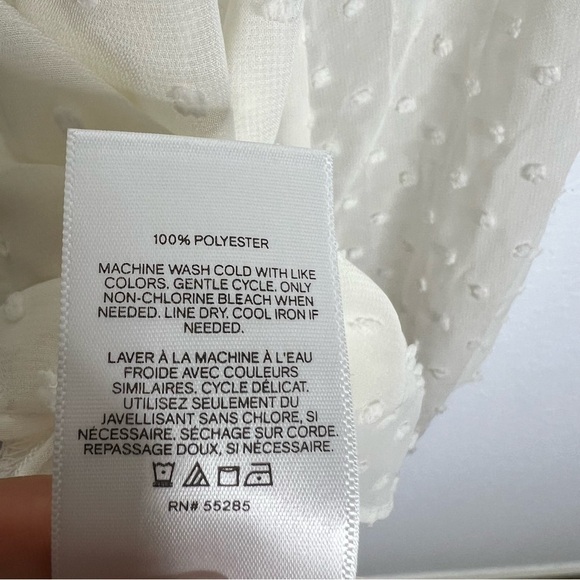 100% POLYESTER
MACHINE WASH COLD WITH LIKE
COLORS. GENTLE CYCLE. ONLY
NON-CHLORINE BLEACH WHEN
NEEDED. LINE DRY. COOL IRON IF
NEEDED.
LAVER À LA MACHINE À L'EAU
FROIDE AVEC COULEURS
SIMILAIRES. CYCLE DÉLICAT.
UTILISEZ SEULEMENT DU
JAVELLISANT SANS CHLORE, SI
NÉCESSAIRE. SÉCHAGE SUR CORDE.
REPASSAGE DOUX, SI NÉCESSAIRE.
RN# 55285